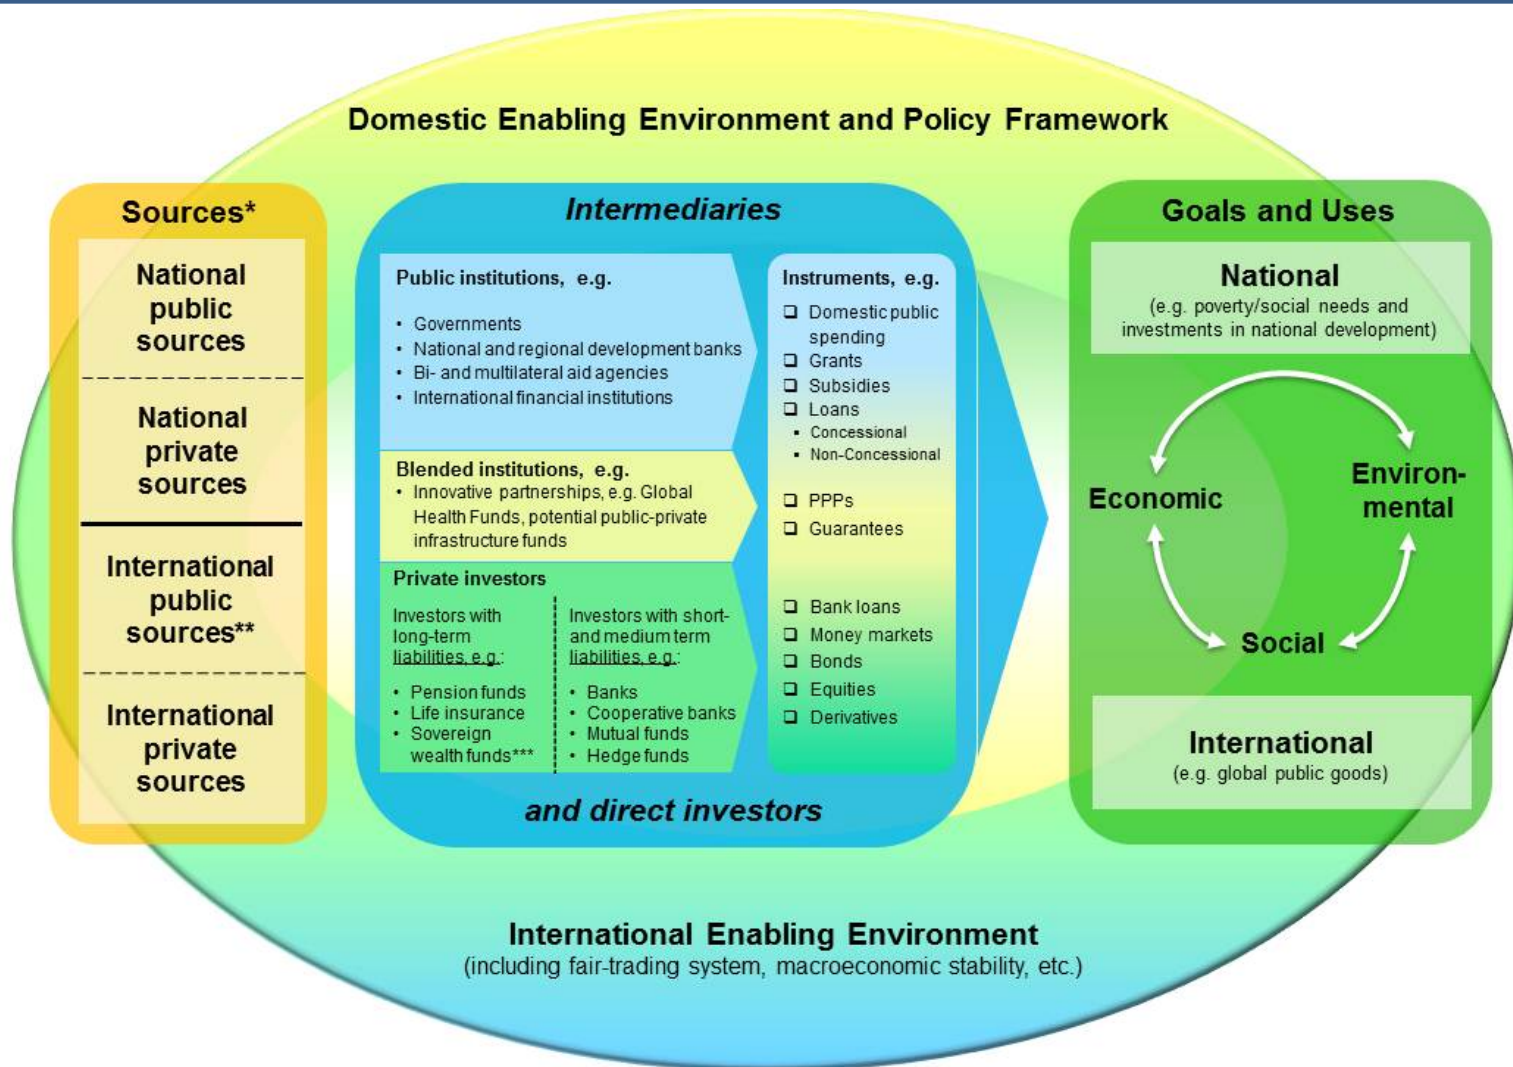 Domestic Enabling Environment and Policy Framework
Sources*
National
public
sources
National
private
sources
International
public
sources**
International
private
sources
Intermediaries
Public institutions, e.g.
• Governments
• National and regional development banks
• Bi- and multilateral aid agencies
• International financial institutions
Blended institutions, e.g.
• Innovative partnerships, e.g. Global
Health Funds, potential public-private
infrastructure funds
Private investors
Investors with
long-term
liabilities, e.g.:
• Pension funds
• Life insurance
• Sovereign
wealth funds***
Investors with short-
and medium term
liabilities, e.g.:
• Banks
• Cooperative banks
• Mutual funds
• Hedge funds
Instruments, e.g.
❑ Domestic public
spending
❑ Grants
❑ Subsidies
❑ Loans
▪ Concessional
▪ Non-Concessional
❑ PPPs
❑ Guarantees
❑ Bank loans
❑ Money markets
❑ Bonds
❑ Equities
❑ Derivatives
and direct investors
Goals and Uses
National
(e.g. poverty/social needs and
investments in national development)
Economic
Environ-
mental
Social
International
(e.g. global public goods)
International Enabling Environment
(including fair-trading system, macroeconomic stability, etc.)